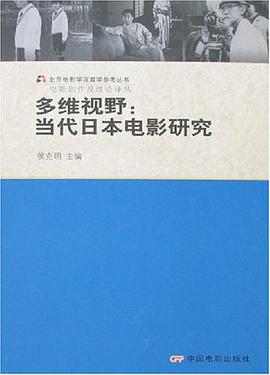 北京电影学院教学参考丛书
电影创作及理论译丛
多维视野:
当代日本电影研究
侯克明 主编
中国电影出版社